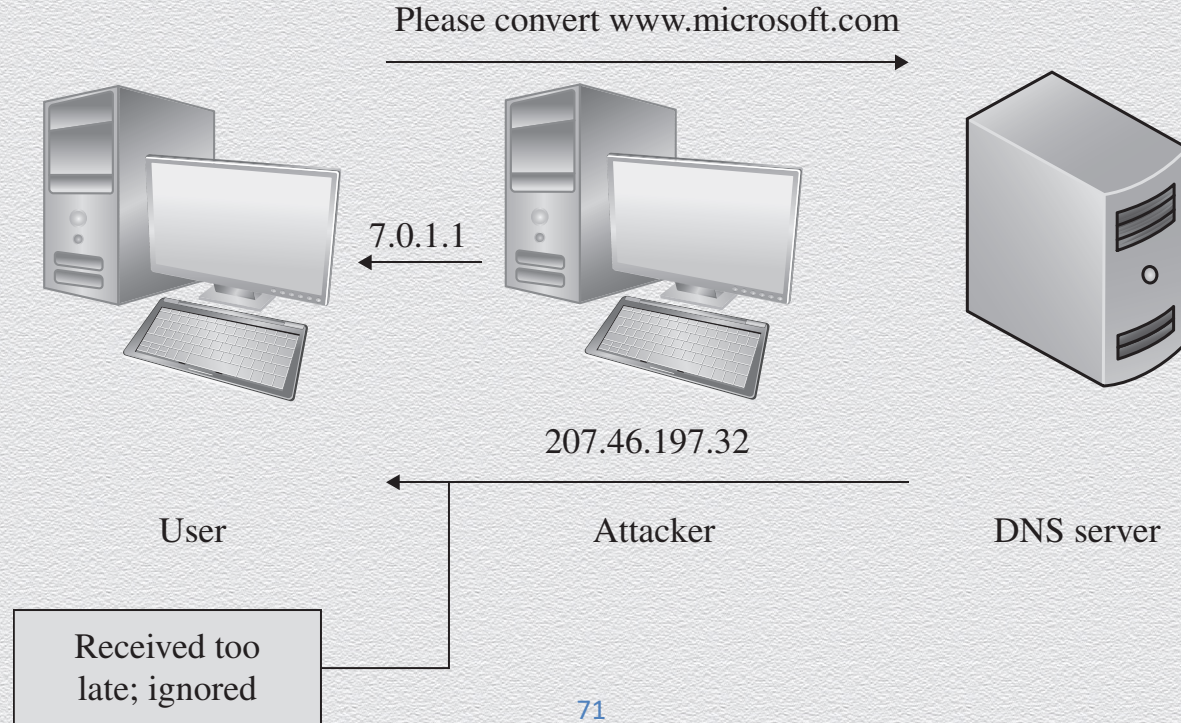 Please convert www.microsoft.com
7.0.1.1
207.46.197.32
User
Attacker
DNS server
Received too
late; ignored
71